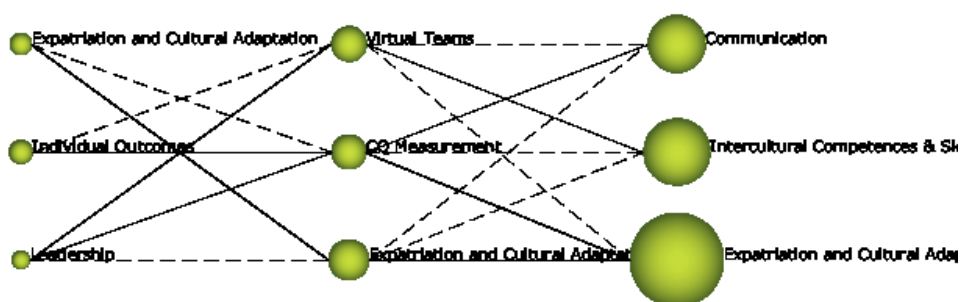 Expatriation and Cultural Adaptation
Virtual Teams
Communication
Individual Outcomes
CQ Measurement
Intercultural Competences & Sk
Leadership
Expatriation and Cultural Adaptat
Expatriation and Cultural Adap